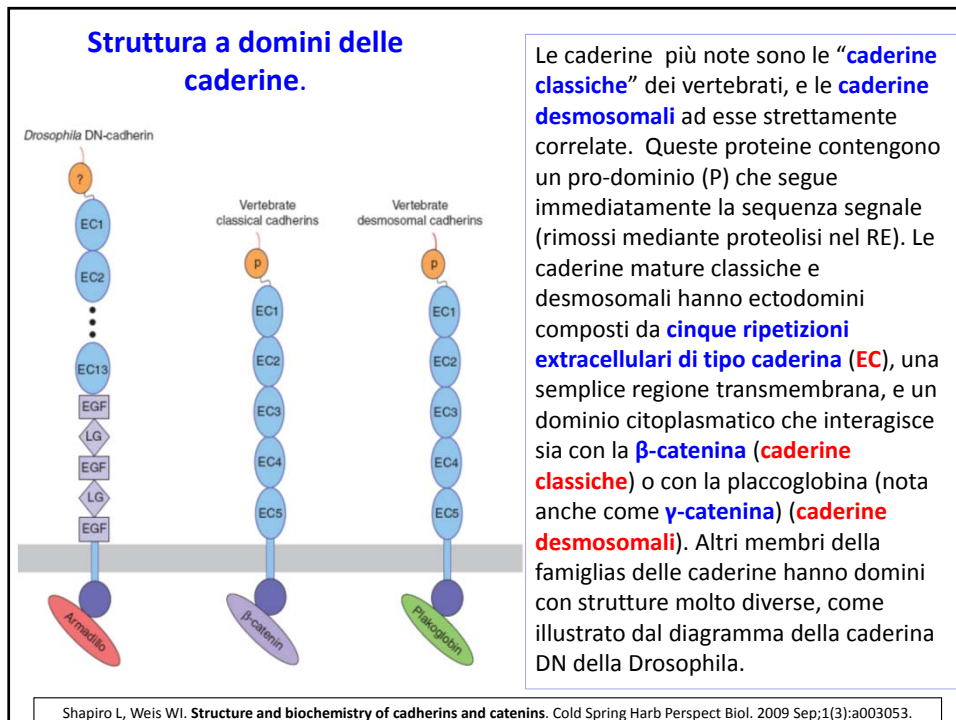 Struttura a domini delle
caderine.
Drosophila DN-cadherin
?
EC1
EC2
EC13
EGF
LG
EGF
LG
EGF
Armadillo
Vertebrate
classical cadherins
P
EC1
EC2
EC3
EC4
EC5
β-catenin
Vertebrate
desmosomal cadherins
P
EC1
EC2
EC3
EC4
EC5
Plakoglobin
Le caderine più note sono le “caderine
classiche” dei vertebrati, e le caderine
desmosomali ad esse strettamente
correlate. Queste proteine contengono
un pro-dominio (P) che segue
immediatamente la sequenza segnale
(rimossi mediante proteolisi nel RE). Le
caderine mature classiche e
desmosomali hanno ectodomini
composti da cinque ripetizioni
extracellulari di tipo caderina (EC), una
semplice regione transmembrana, e un
dominio citoplasmatico che interagisce
sia con la β-catenina (caderine
classiche) o con la placcoglobina (nota
anche come γ-catenina) (caderine
desmosomali). Altri membri della
famiglias delle caderine hanno domini
con strutture molto diverse, come
illustrato dal diagramma della caderina
DN della Drosophila.
Shapiro L, Weis WI. Structure and biochemistry of cadherins and catenins. Cold Spring Harb Perspect Biol. 2009 Sep;1(3):a003053.